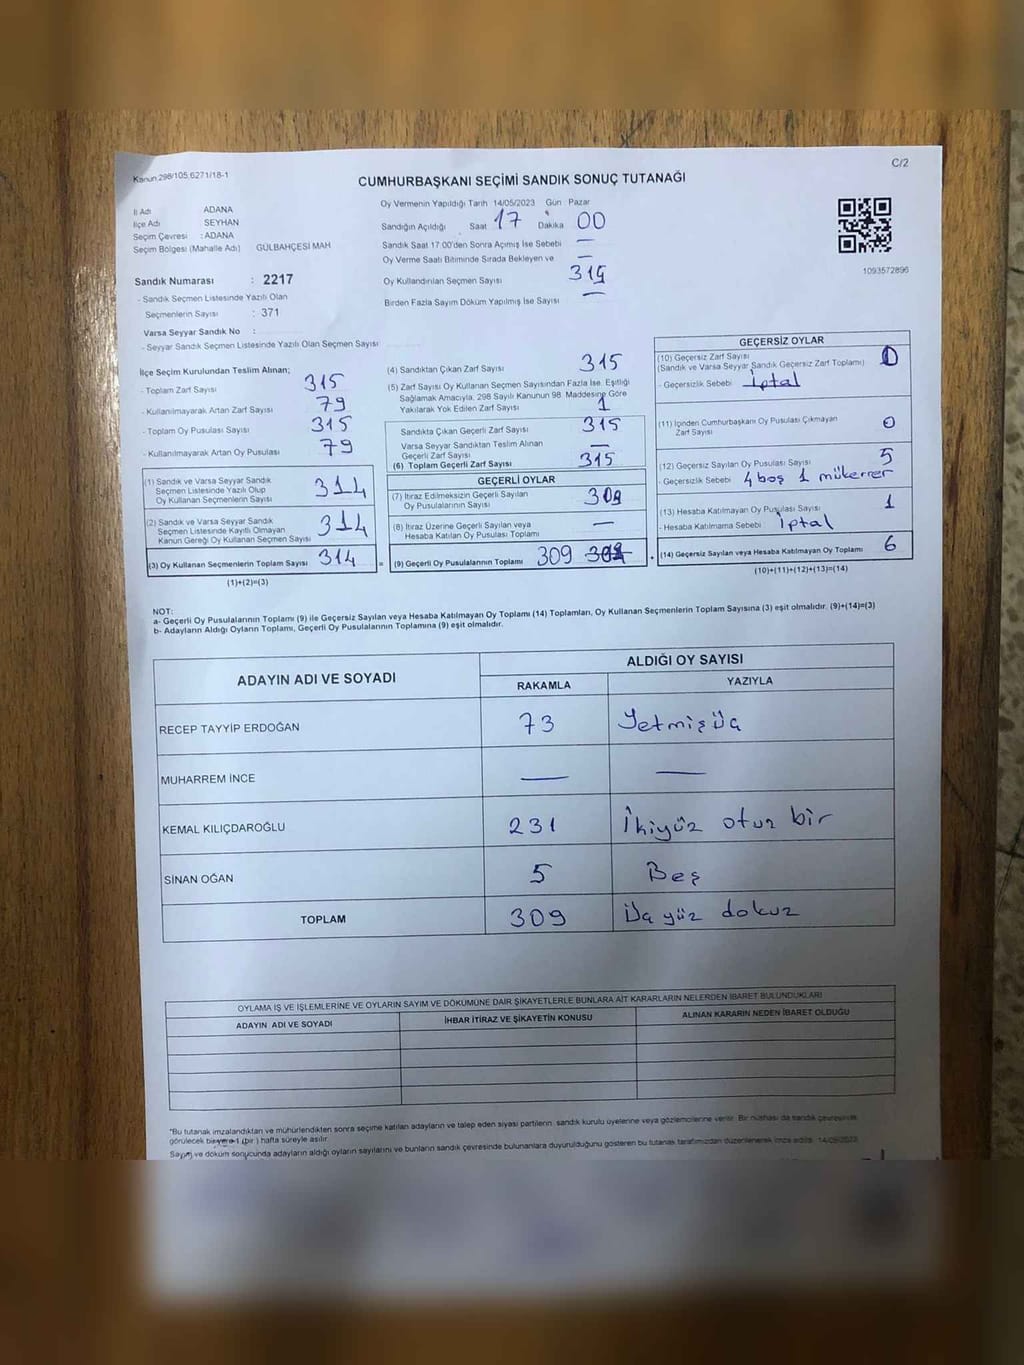 Kanun 298/105,6271/18-1
C/2
CUMHURBAŞKANI SEÇİMİ SANDIK SONUÇ TUTANAĞI
İl Adı ADANA
İlçe Adı SEYHAN
Seçim Çevresi : ADANA
Seçim Bölgesi (Mahalle Adı) GÜLBAHÇESİ MAH
Sandık Numarası : 2217
- Sandık Seçmen Listesinde Yazılı Olan
Seçmenlerin Sayısı : 371
Varsa Seyyar Sandık No :
- Seyyar Sandık Seçmen Listesinde Yazılı Olan Seçmen Sayısı
Oy Vermenin Yapıldığı Tarih 14/05/2023 Gün Pazar
Sandığın Açıldığı Saat 17 Dakika 00
Sandık Saat 17:00'den Sonra Açılmış İse Sebebi —
Oy Verme Saati Bitiminde Sırada Bekleyen ve —
Oy Kullandırılan Seçmen Sayısı
Birden Fazla Sayım Döküm Yapılmış İse Sayısı —
1093572896
İlçe Seçim Kurulundan Teslim Alınan;
- Toplam Zarf Sayısı 315
- Kullanılmayarak Artan Zarf Sayısı 79
- Toplam Oy Pusulası Sayısı 315
- Kullanılmayarak Artan Oy Pusulası 79
(1) Sandık ve Varsa Seyyar Sandık
Seçmen Listesinde Yazılı Olup
Oy Kullanan Seçmenlerin Sayısı 314
(2) Sandık ve Varsa Seyyar Sandık
Seçmen Listesinde Kayıtlı Olmayan
Kanun Gereği Oy Kullanan Seçmen Sayısı 314
(3) Oy Kullanan Seçmenlerin Toplam Sayısı 314
(1)+(2)=(3)
(4) Sandıktan Çıkan Zarf Sayısı 315
(5) Zarf Sayısı Oy Kullanan Seçmen Sayısından Fazla İse, Eşitliği
Sağlamak Amacıyla, 298 Sayılı Kanunun 98. Maddesine Göre
Yakılarak Yok Edilen Zarf Sayısı 1
Sandıkta Çıkan Geçerli Zarf Sayısı 315
Varsa Seyyar Sandıktan Teslim Alınan
Geçerli Zarf Sayısı —
(6) Toplam Geçerli Zarf Sayısı 315
GEÇERLİ OYLAR
(7) İtiraz Edilmeksizin Geçerli Sayılan
Oy Pusulalarının Sayısı 309
(8) İtiraz Üzerine Geçerli Sayılan veya
Hesaba Katılan Oy Pusulası Toplamı —
= (9) Geçerli Oy Pusulalarının Toplamı 309
GEÇERSİZ OYLAR
(10) Geçersiz Zarf Sayısı
(Sandık ve Varsa Seyyar Sandık Geçersiz Zarf Toplamı)
- Geçersizlik Sebebi İptal
(11) İçinden Cumhurbaşkanı Oy Pusulası Çıkmayan
Zarf Sayısı 0
(12) Geçersiz Sayılan Oy Pusulası Sayısı 5
- Geçersizlik Sebebi 4 boş 1 mükerrer
(13) Hesaba Katılmayan Oy Pusulası Sayısı 1
- Hesaba Katılmama Sebebi İptal
(14) Geçersiz Sayılan veya Hesaba Katılmayan Oy Toplamı 6
(10)+(11)+(12)+(13)=(14)
NOT:
a- Geçerli Oy Pusulalarının Toplamı (9) ile Geçersiz Sayılan veya Hesaba Katılmayan Oy Toplamı (14) Toplamları, Oy Kullanan Seçmenlerin Toplam Sayısına (3) eşit olmalıdır. (9)+(14)=(3)
b- Adayların Aldığı Oyların Toplamı, Geçerli Oy Pusulalarının Toplamına (9) eşit olmalıdır.
ADAYIN ADI VE SOYADI ALDIĞI OY SAYISI
RAKAMLA YAZIYLA
RECEP TAYYİP ERDOĞAN 73 Yetmişüç
MUHARREM İNCE — —
KEMAL KILIÇDAROĞLU 231 İkiyüz otuz bir
SİNAN OĞAN 5 Beş
TOPLAM 309 Üç yüz dokuz
OYLAMA İŞ VE İŞLEMLERİNE VE OYLARIN SAYIM VE DÖKÜMÜNE DAİR ŞİKAYETLERLE BUNLARA AİT KARARLARIN NELERDEN İBARET BULUNDUKLARI
ADAYIN ADI VE SOYADI İHBAR İTİRAZ VE ŞİKAYETİN KONUSU ALINAN KARARIN NEDEN İBARET OLDUĞU
"Bu tutanak imzalandıktan ve mühürlendikten sonra seçime katılan adayların ve talep eden siyasi partilerin sandık kurulu üyelerine veya gözlemcilerine verilir. Bir nüshası da sandık çevresinde
görülecek bir yere 1 (bir) hafta süreyle asılır.
Sayım ve döküm sonucunda adayların aldığı oyların sayılarını ve bunların sandık çevresinde bulunanlara duyurulduğunu gösteren bu tutanak tarafımızdan düzenlenerek imza edildi. 14/05/2023